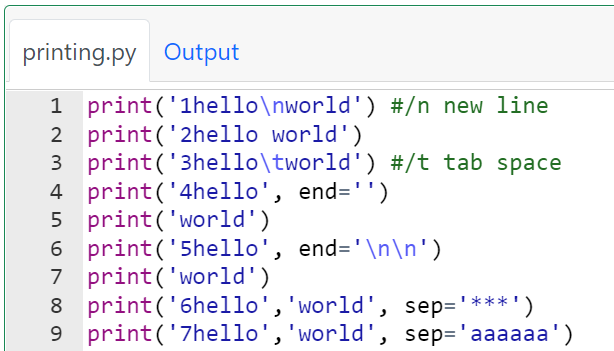 printing.py Output
1 print('1hello\nworld') #/n new line
2 print('2hello world')
3 print('3hello\tworld') #/t tab space
4 print('4hello', end='')
5 print('world')
6 print('5hello', end='\n\n')
7 print('world')
8 print('6hello','world', sep='***')
9 print('7hello','world', sep='aaaaaa')